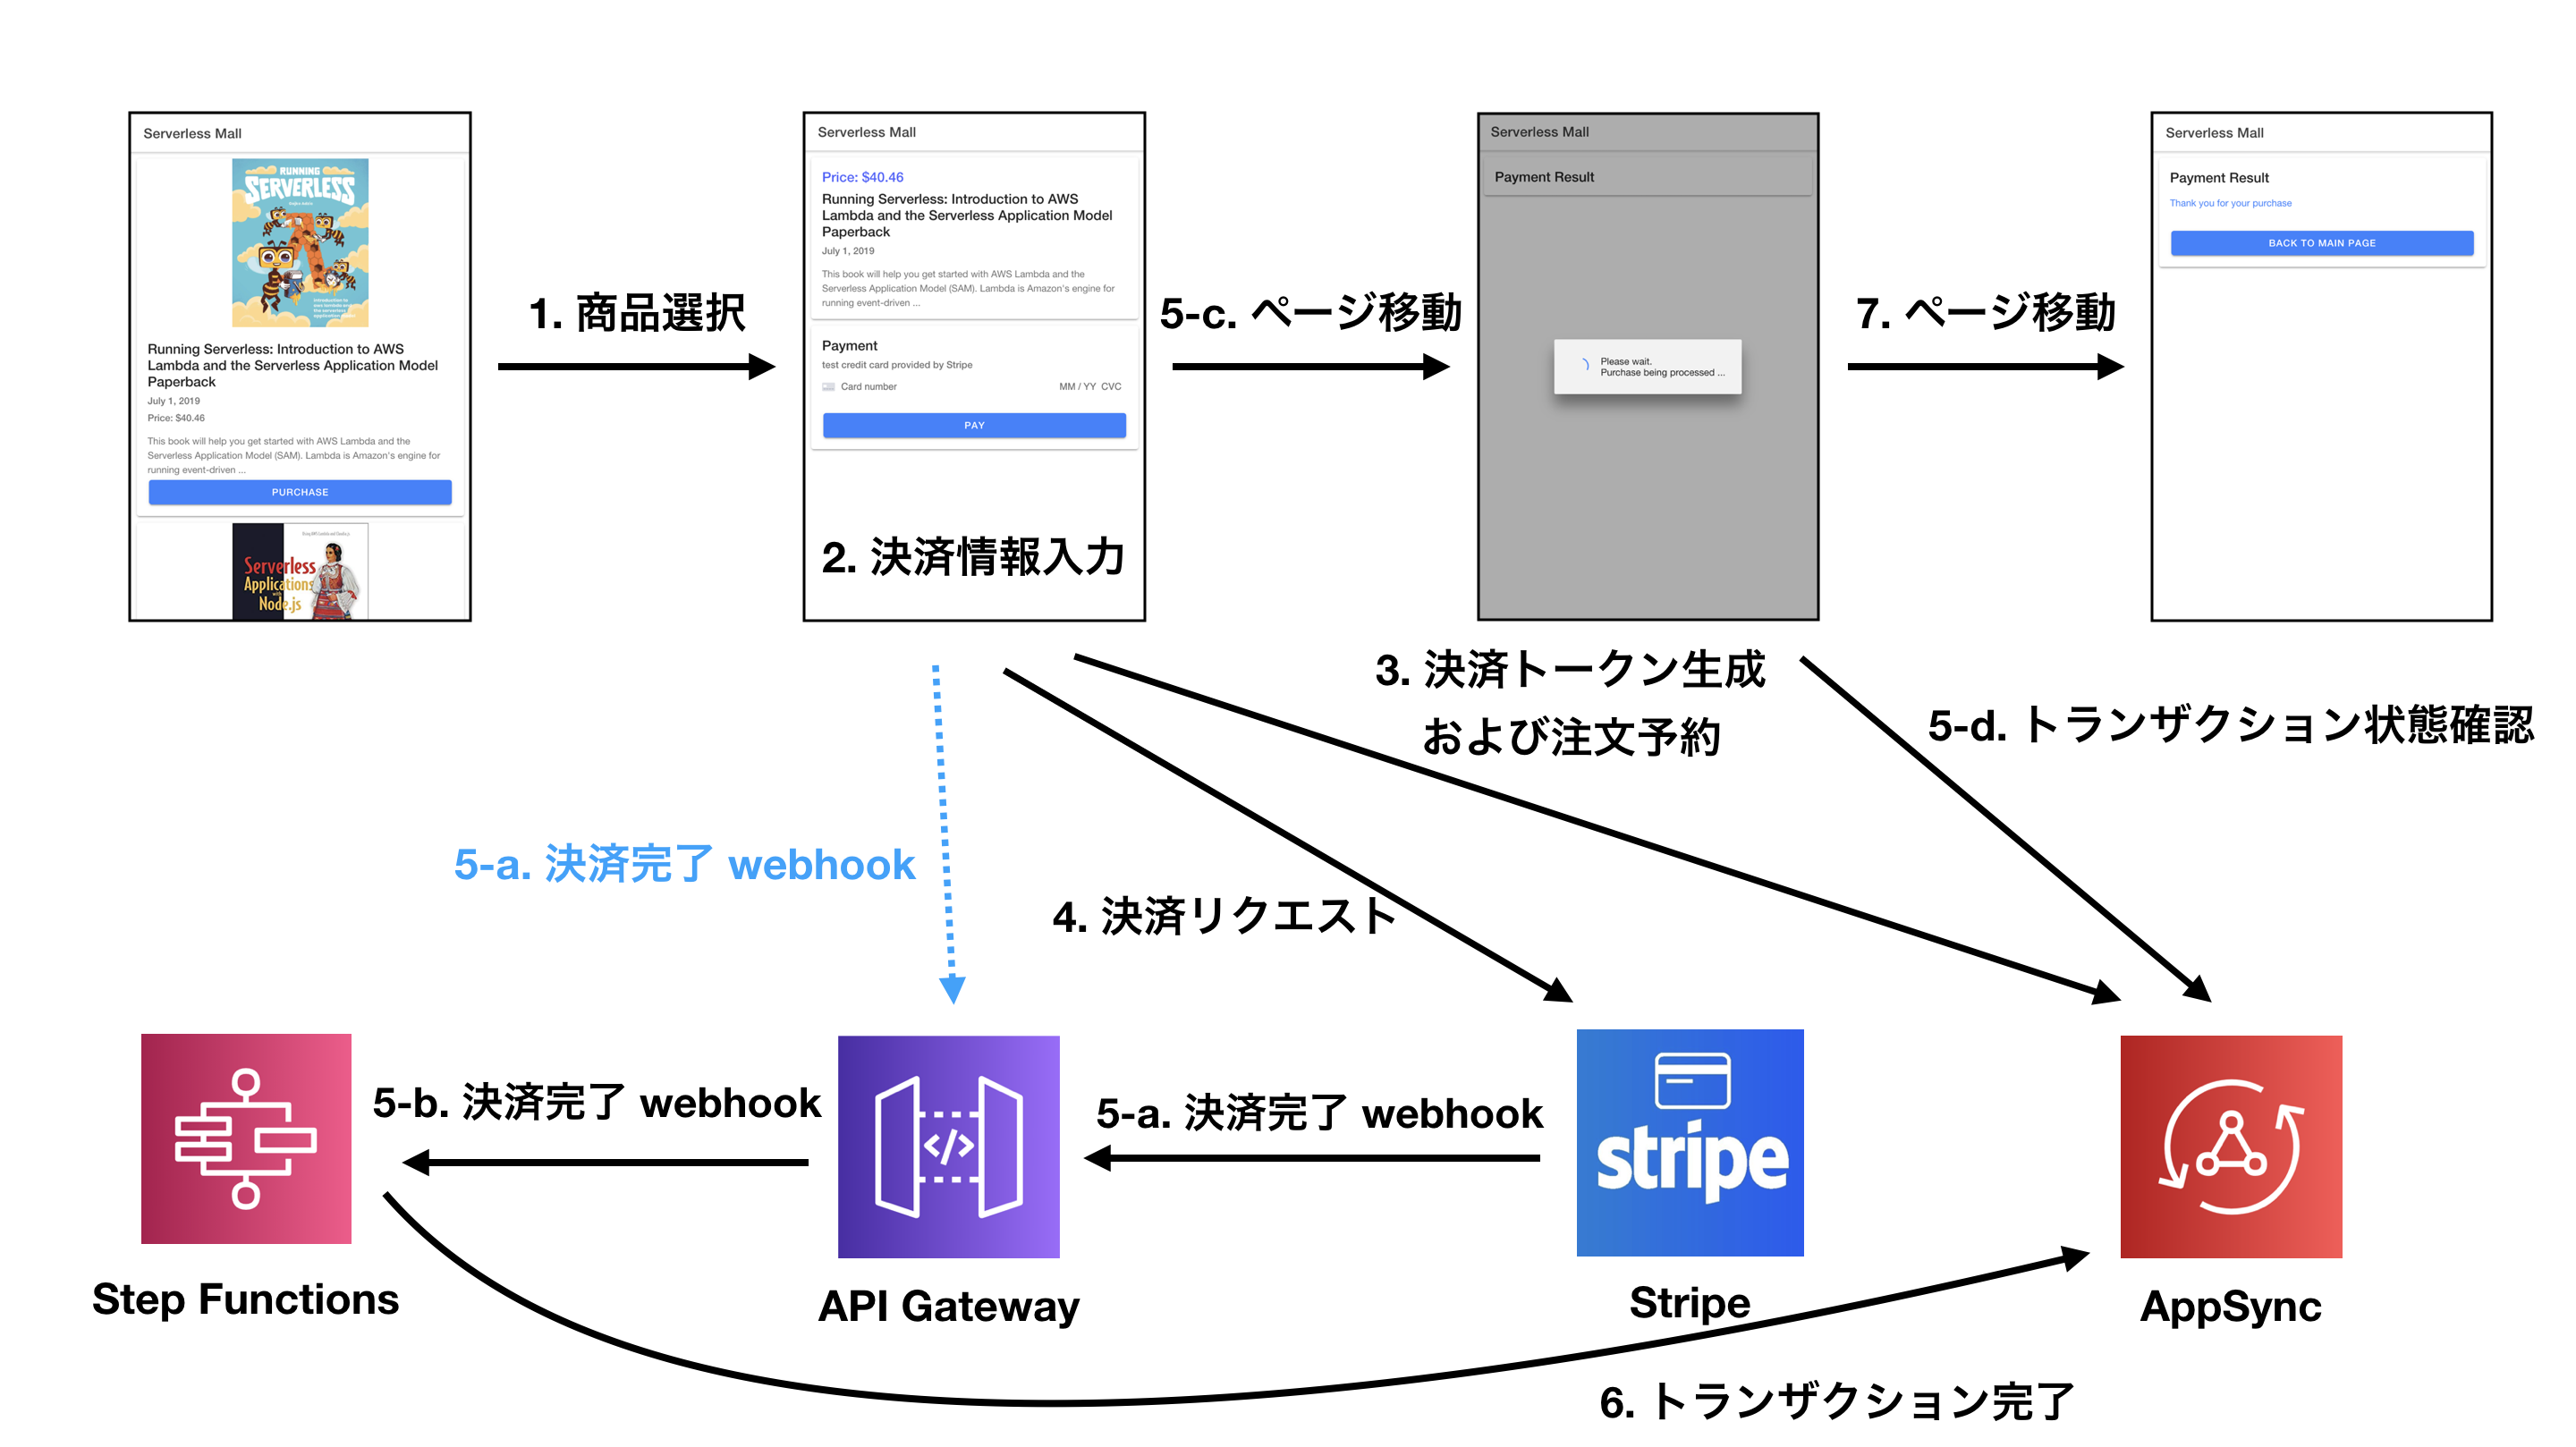 Serverless Mall
RUNNING
SERVERLESS
Introduction to
aws lambda and
the serverless
Running Serverless: Introduction to AWS
Lambda and the Serverless Application Model
Paperback
July 1, 2019
Price: $40.46
This book will help you get started with AWS Lambda and the
Serverless Application Model (SAM). Lambda is Amazon's engine for
running event-driven ...
PURCHASE
Serverless
Applications
with
Node.js
1. 商品選択
Serverless Mall
Price: $40.46
Running Serverless: Introduction to AWS
Lambda and the Serverless Application Model
Paperback
July 1, 2019
This book will help you get started with AWS Lambda and the
Serverless Application Model (SAM). Lambda is Amazon's engine for
running event-driven ...
Payment
test credit card provided by Stripe
Card number MM / YY CVC
PAY
2. 決済情報入力
5-c. ページ移動
Serverless Mall
Payment Result
Please wait.
Purchase being processed ...
7. ページ移動
Serverless Mall
Payment Result
Thank you for your purchase
BACK TO MAIN PAGE
3. 決済トークン生成
および注文予約
5-d. トランザクション状態確認
5-a. 決済完了 webhook
4. 決済リクエスト
5-b. 決済完了 webhook
5-a. 決済完了 webhook
</>
stripe
Step Functions
API Gateway
Stripe
AppSync
6. トランザクション完了